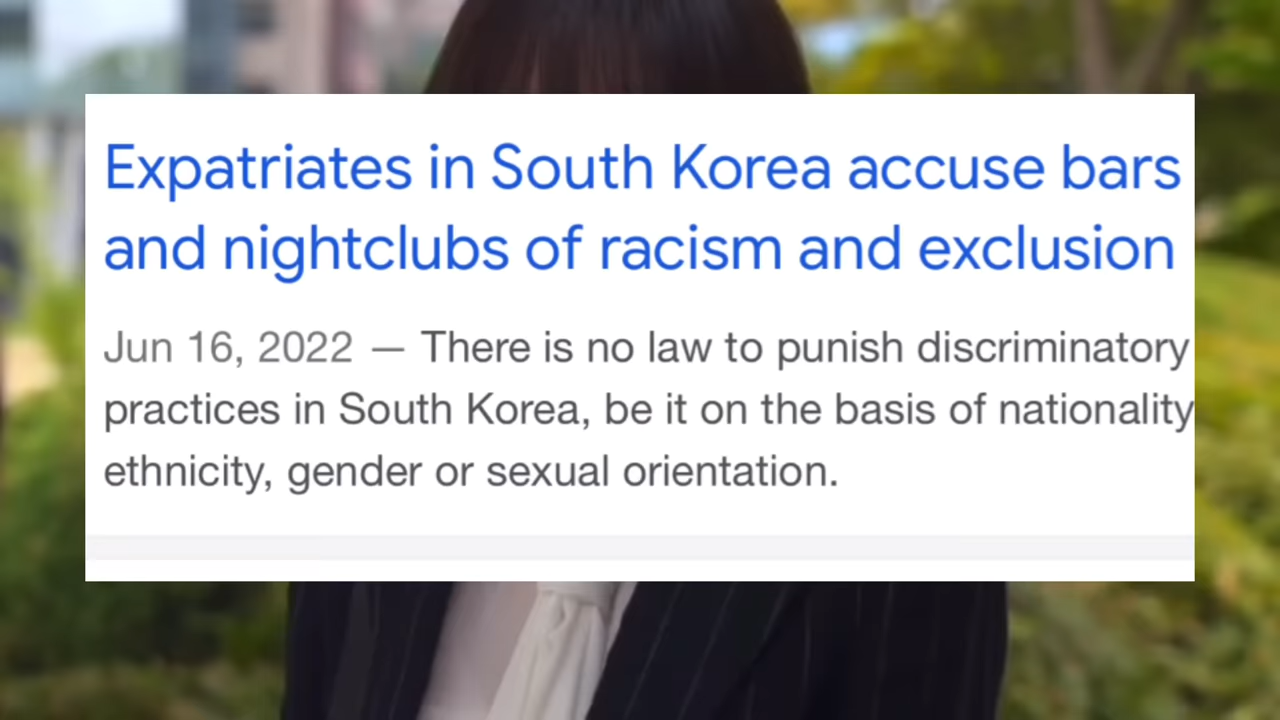 Expatriates in South Korea accuse bars
and nightclubs of racism and exclusion
Jun 16, 2022 — There is no law to punish discriminatory
practices in South Korea, be it on the basis of nationality
ethnicity, gender or sexual orientation.